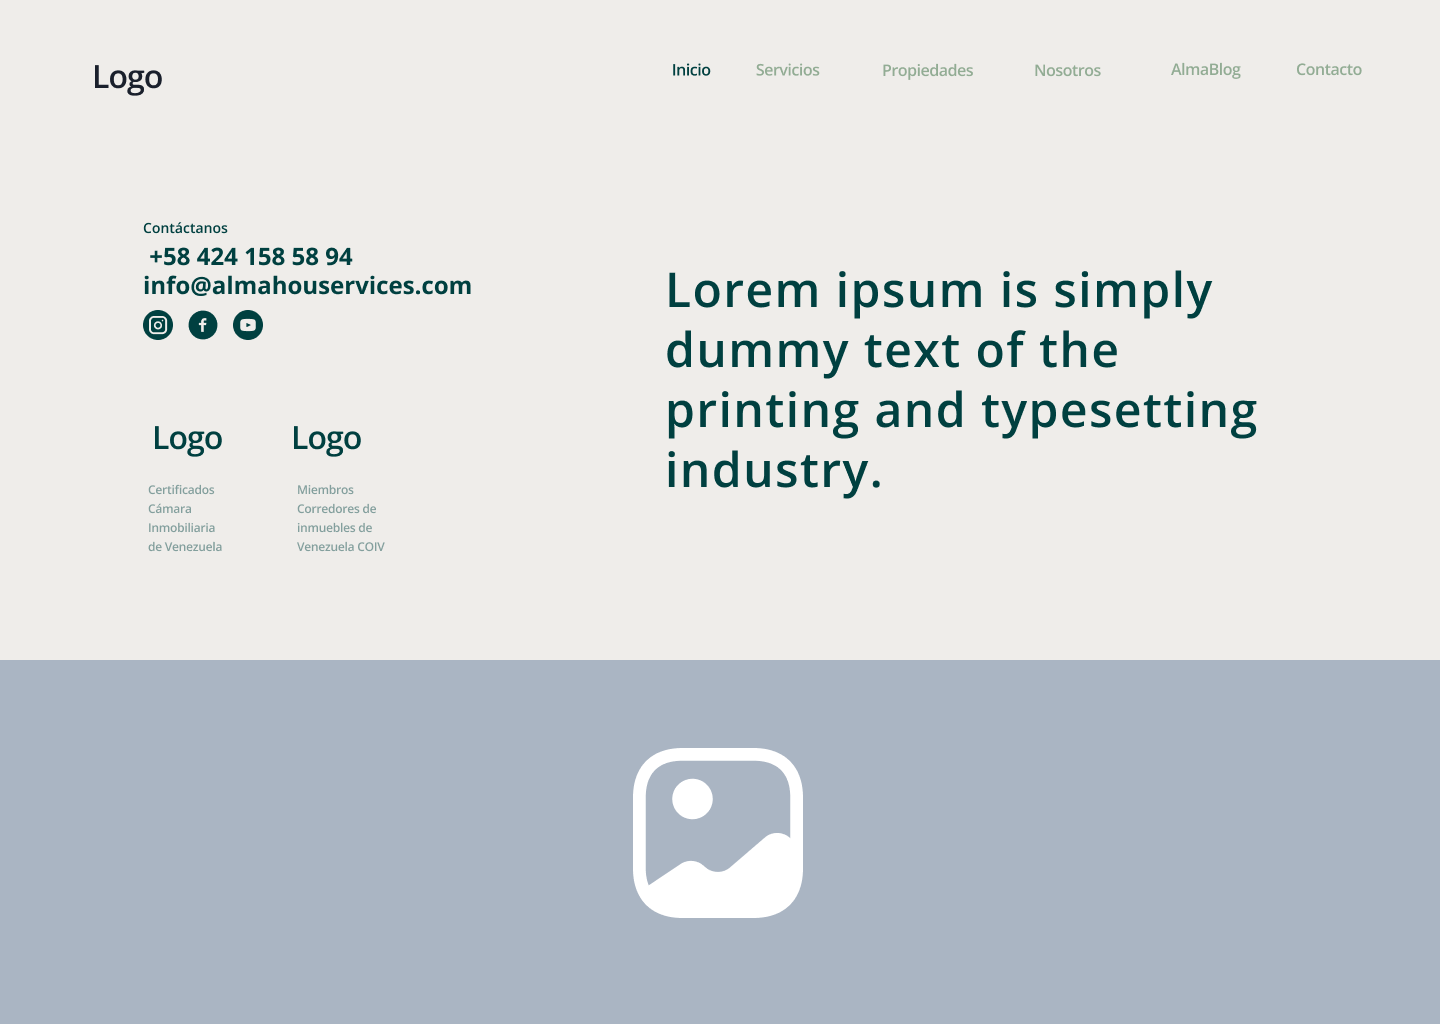 Logo
Inicio Servicios Propiedades Nosotros AlmaBlog Contacto
Contáctanos
+58 424 158 58 94
info@almahouservices.com
Logo
Certificados
Cámara
Inmobiliaria
de Venezuela
Logo
Miembros
Corredores de
inmuebles de
Venezuela COIV
Lorem ipsum is simply
dummy text of the
printing and typesetting
industry.